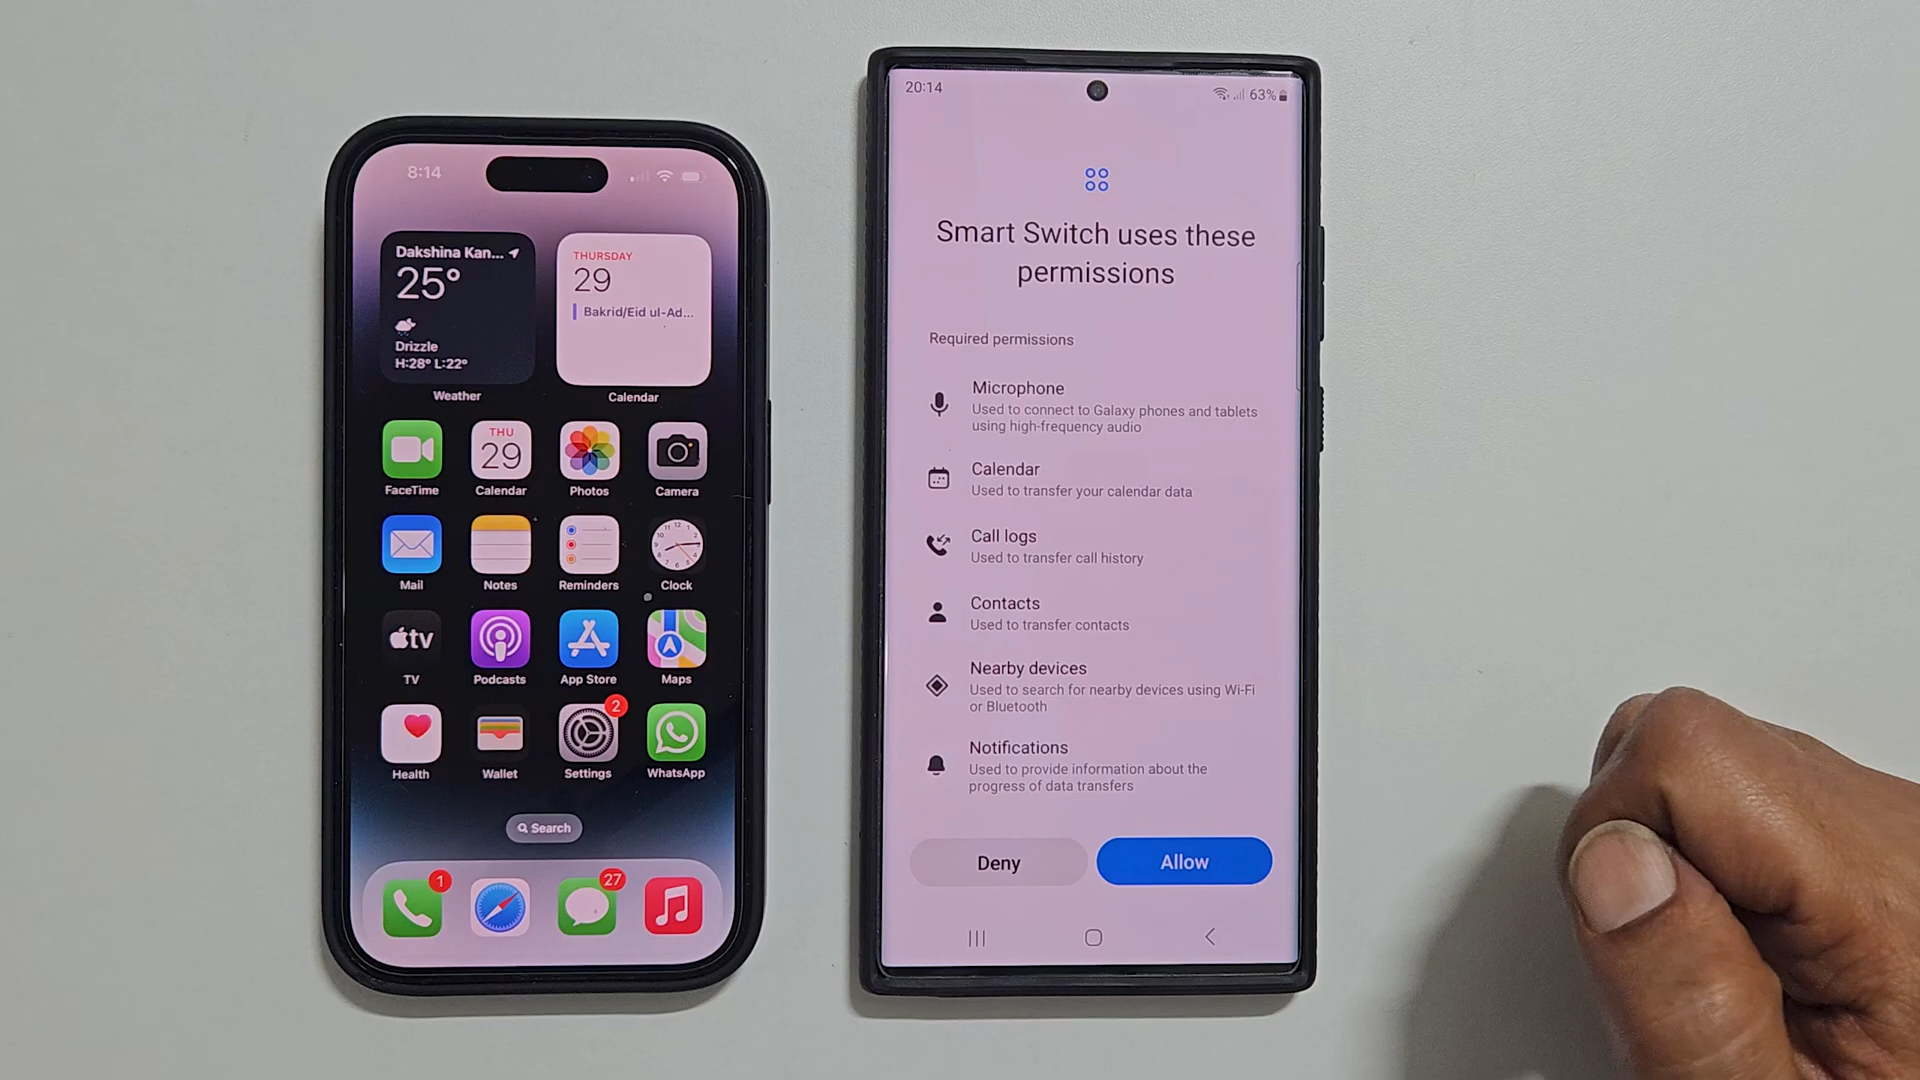 8:14
Dakshina Kan...
25°
Drizzle
H:28° L:22°
Weather
THURSDAY
29
Bakrid/Eid ul-Ad...
Calendar
THU
29
FaceTime
Calendar
Photos
Camera
Mail
Notes
Reminders
Clock
tv
TV
Podcasts
App Store
Maps
2
Health
Wallet
Settings
WhatsApp
Search
1
27
20:14
63%
Smart Switch uses these
permissions
Required permissions
Microphone
Used to connect to Galaxy phones and tablets
using high-frequency audio
Calendar
Used to transfer your calendar data
Call logs
Used to transfer call history
Contacts
Used to transfer contacts
Nearby devices
Used to search for nearby devices using Wi-Fi
or Bluetooth
Notifications
Used to provide information about the
progress of data transfers
Deny
Allow